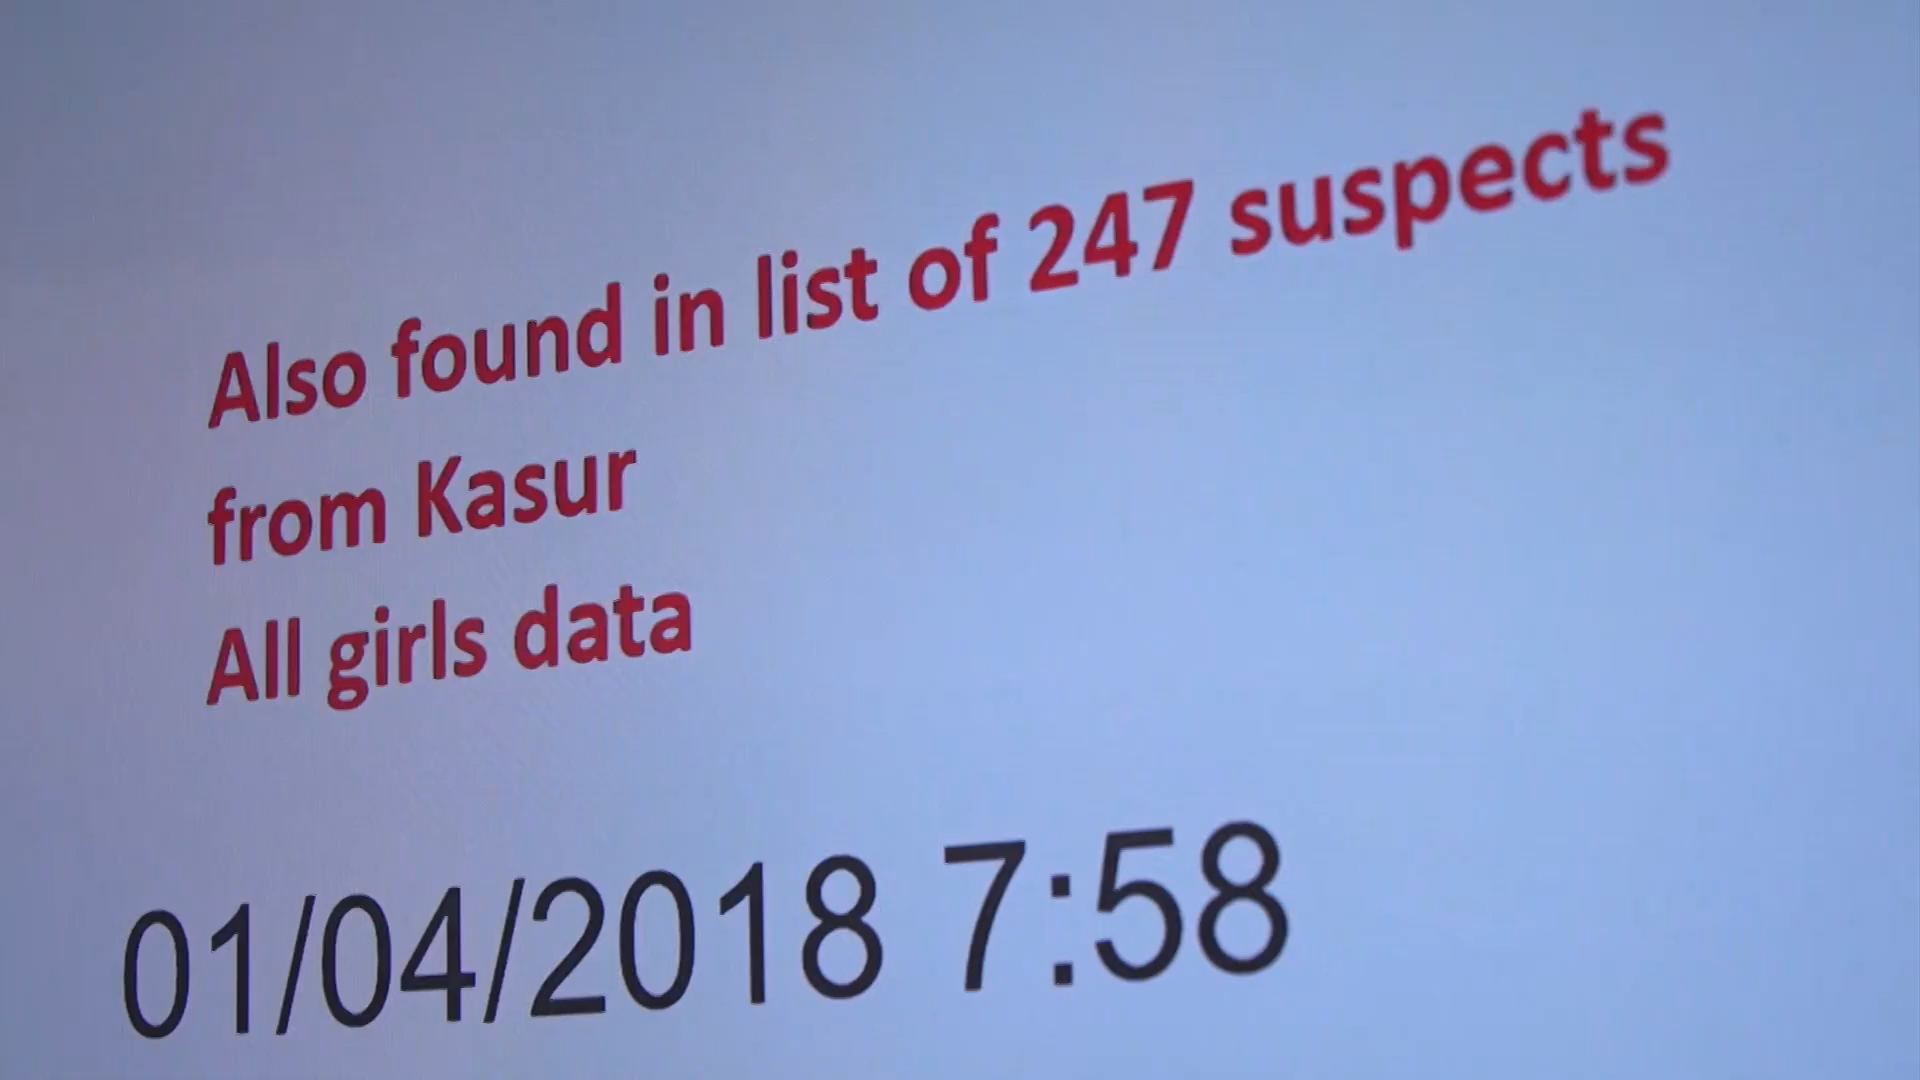 Also found in list of 247 suspects
from Kasur
All girls data
01/04/2018 7:58